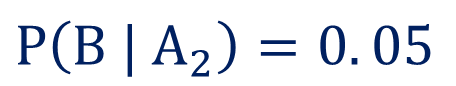 P(B | A₂) = 0.05